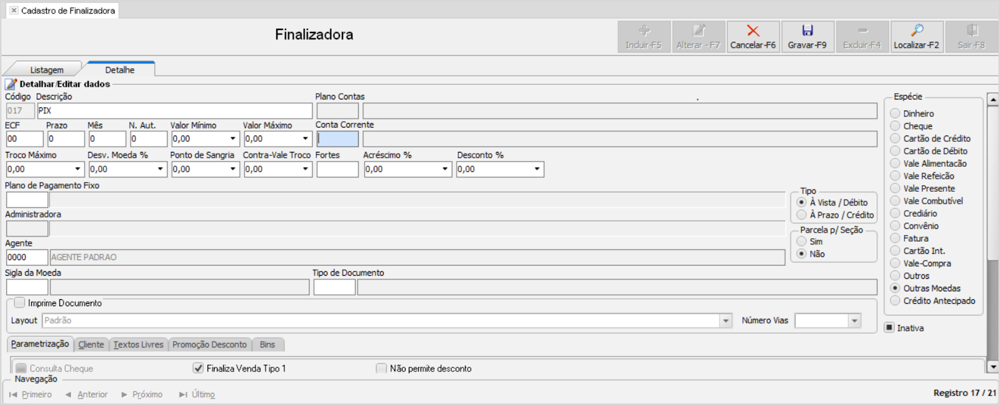 Cadastro de Finalizadora
Finalizadora
Incluir-F5 Alterar - F7 Cancelar-F6 Gravar-F9 Excluir-F4 Localizar-F2 Sair-F8
Listagem Detalhe
Detalhar/Editar dados
Código Descrição Plano Contas
017 PIX
ECF Prazo Mês N. Aut. Valor Mínimo Valor Máximo Conta Corrente
00 0 0 0 0,00 0,00
Troco Máximo Desv. Moeda % Ponto de Sangria Contra-Vale Troco Fortes Acréscimo % Desconto %
0,00 0,00 0,00 0,00 0,00 0,00
Plano de Pagamento Fixo
Administradora
Agente
0000 AGENTE PADRAO
Sigla da Moeda Tipo de Documento
Imprime Documento
Layout Padrão Número Vias
Tipo
À Vista / Débito
À Prazo / Crédito
Parcela p/ Seção
Sim
Não
Espécie
Dinheiro
Cheque
Cartão de Crédito
Cartão de Débito
Vale Alimentacão
Vale Refeicão
Vale Presente
Vale Combutível
Crediário
Convênio
Fatura
Cartão Int.
Vale-Compra
Outros
Outras Moedas
Crédito Antecipado
Inativa
Parametrização Cliente Textos Livres Promoção Desconto Bins
Consulta Cheque Finaliza Venda Tipo 1 Não permite desconto
Navegação
Primeiro Anterior Próximo Último
Registro 17 / 21